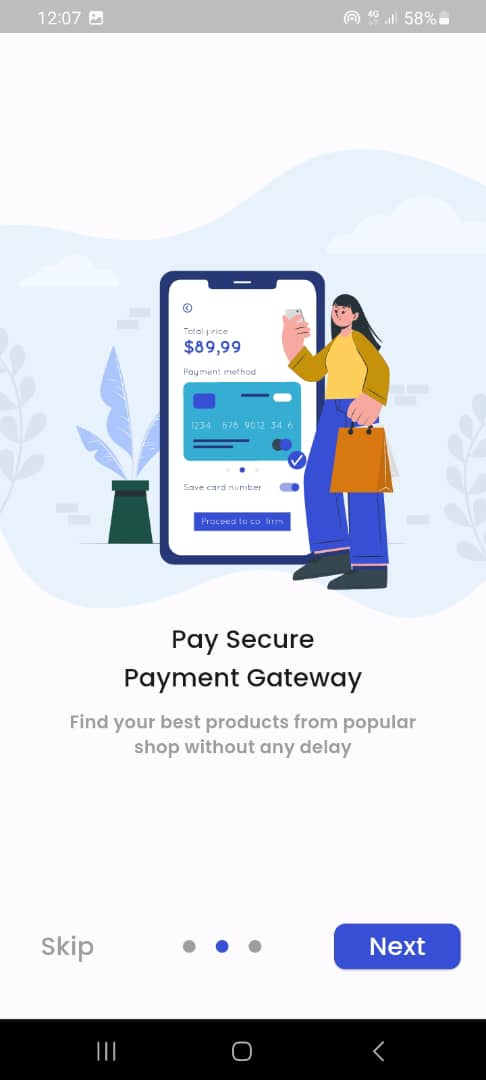 12:07
4G
58%
Total price
$89,99
Payment method
1234 678 9012 34 6
Save card number
Proceed to co firm
Pay Secure
Payment Gateway
Find your best products from popular
shop without any delay
Skip
Next